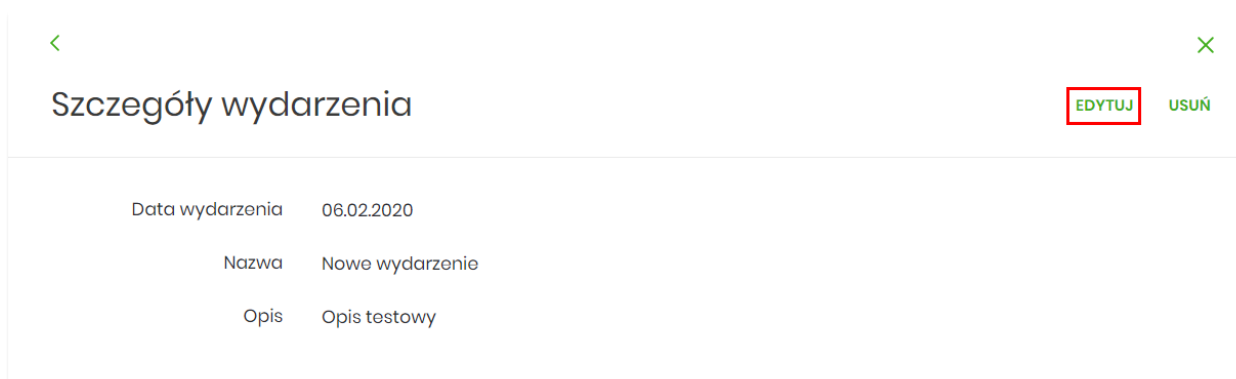 Szczegóły wydarzenia
EDYTUJ USUŃ
Data wydarzenia 06.02.2020
Nazwa Nowe wydarzenie
Opis Opis testowy